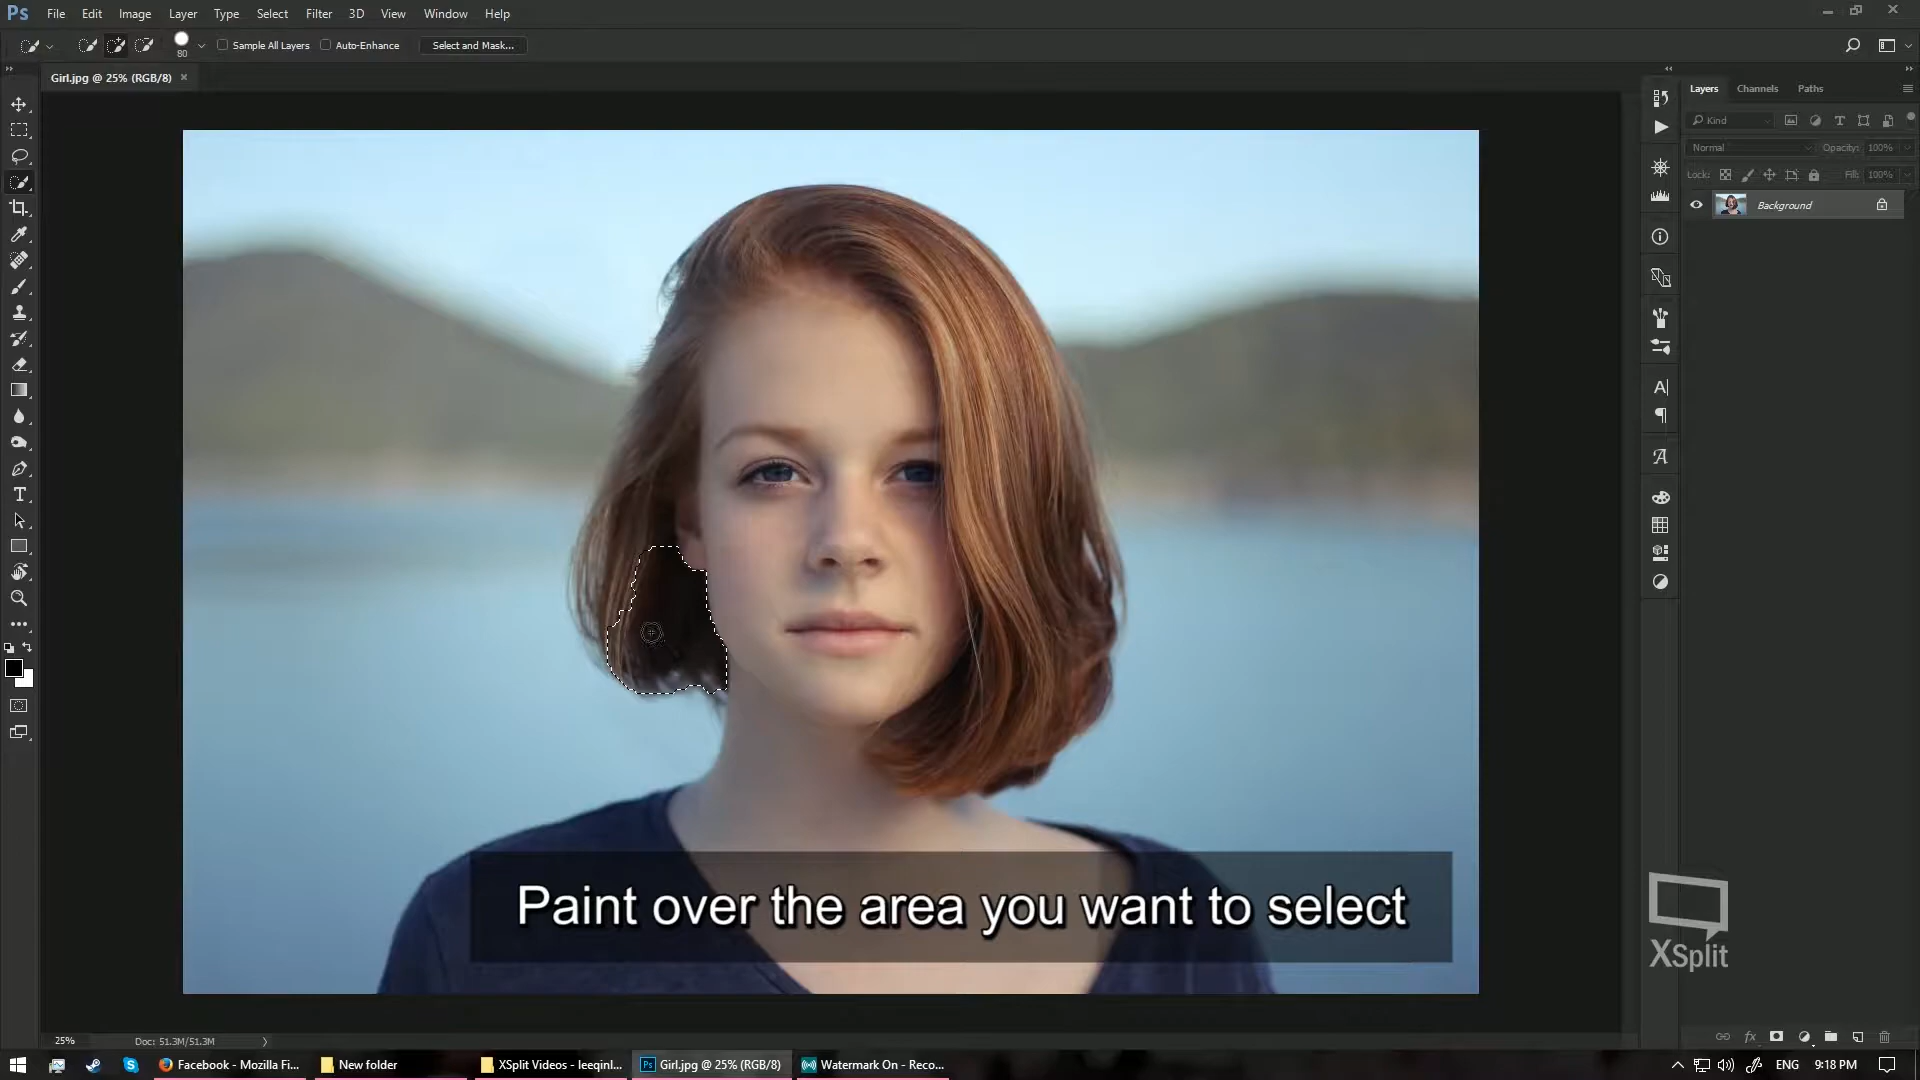 Ps File Edit Image Layer Type Select Filter 3D View Window Help
80 Sample All Layers Auto-Enhance Select and Mask...
Girl.jpg @ 25% (RGB/8) ×
Layers Channels Paths
Kind
Normal Opacity: 100%
Lock: Fill: 100%
Background
Paint over the area you want to select
XSplit
25% Doc: 51.3M/51.3M
Facebook - Mozilla Fi... New folder XSplit Videos - leeqinl... Girl.jpg @ 25% (RGB/8) Watermark On - Reco... ENG 9:18 PM